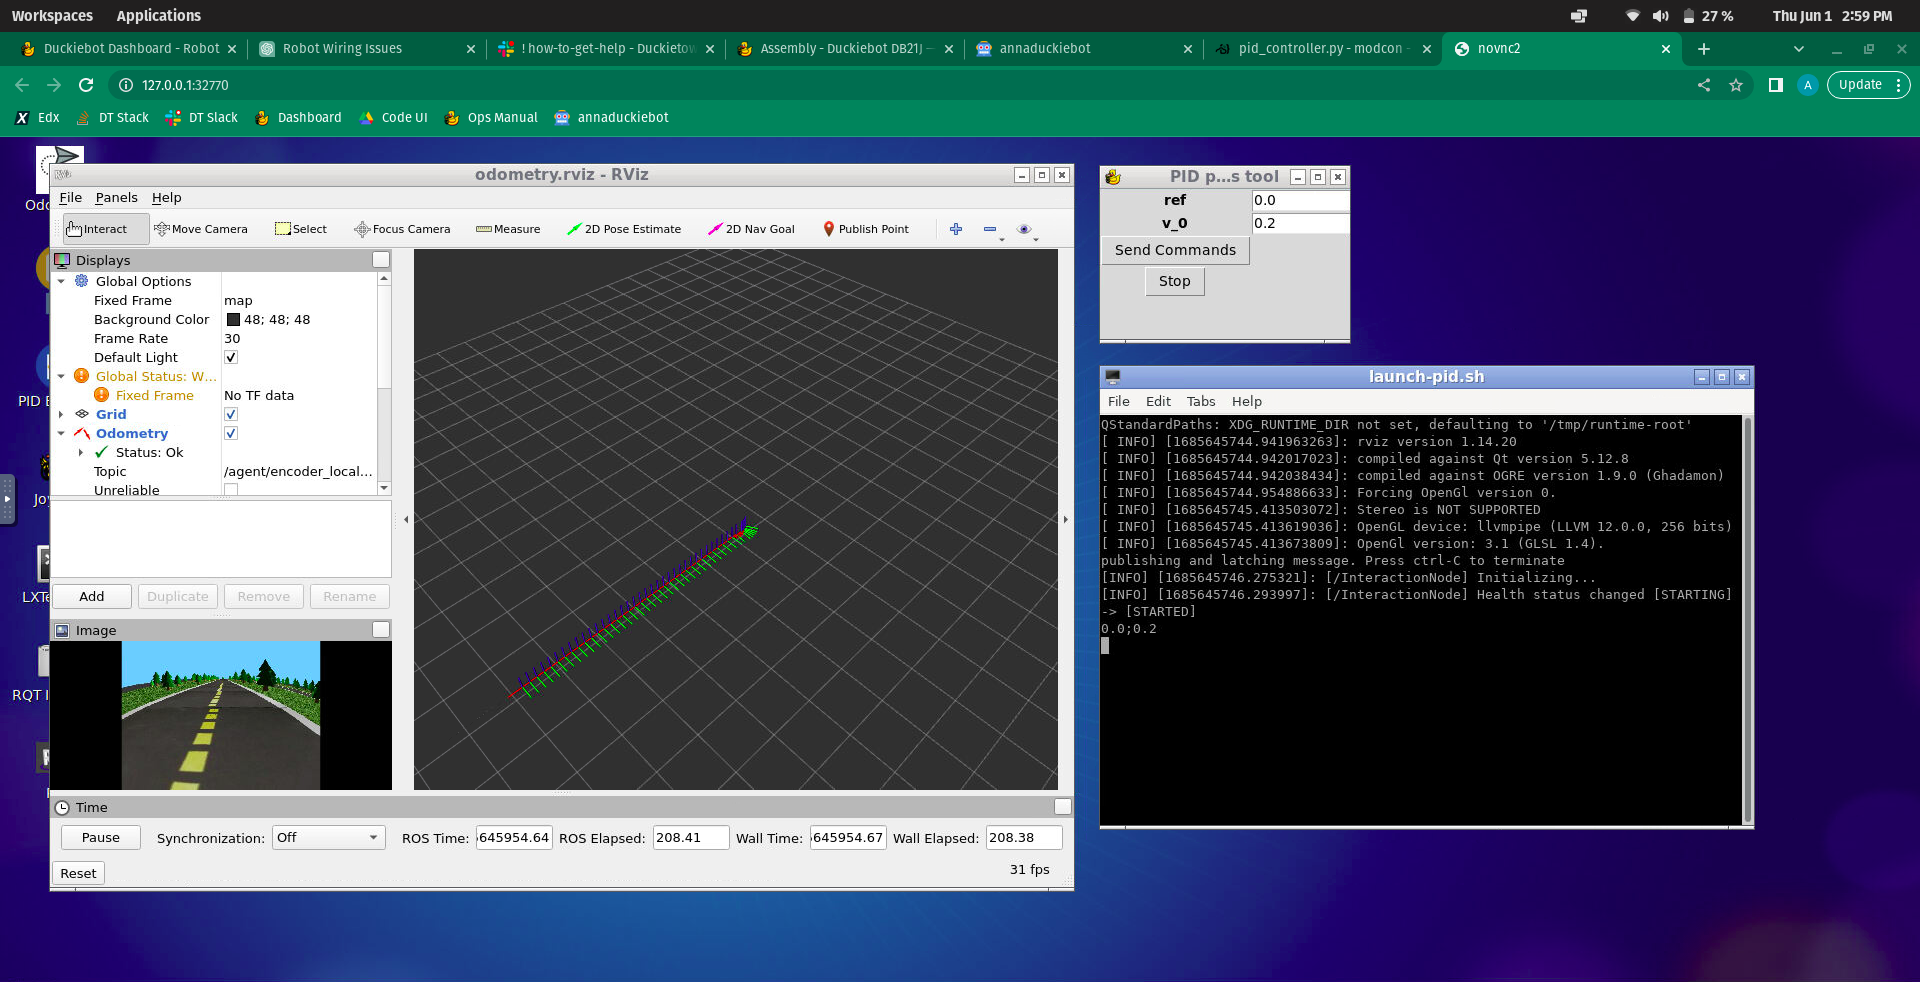 Workspaces Applications 27 % Thu Jun 1 2:59 PM
Duckiebot Dashboard - Robot Robot Wiring Issues ! how-to-get-help - Duckietow Assembly - Duckiebot DB21J — annaduckiebot pid_controller.py - modcon - novnc2
127.0.0.1:32770 A Update
Edx DT Stack DT Slack Dashboard Code UI Ops Manual annaduckiebot
odometry.rviz - RViz
File Panels Help
Interact Move Camera Select Focus Camera Measure 2D Pose Estimate 2D Nav Goal Publish Point
Displays
Global Options
Fixed Frame map
Background Color 48; 48; 48
Frame Rate 30
Default Light
Global Status: W...
Fixed Frame No TF data
Grid
Odometry
Status: Ok
Topic /agent/encoder_local...
Unreliable
Add Duplicate Remove Rename
Image
Time
Pause Synchronization: Off ROS Time: 645954.64 ROS Elapsed: 208.41 Wall Time: 645954.67 Wall Elapsed: 208.38
Reset 31 fps
PID p...s tool
ref 0.0
v_0 0.2
Send Commands
Stop
launch-pid.sh
File Edit Tabs Help
QStandardPaths: XDG_RUNTIME_DIR not set, defaulting to '/tmp/runtime-root'
[ INFO] [1685645744.941963263]: rviz version 1.14.20
[ INFO] [1685645744.942017023]: compiled against Qt version 5.12.8
[ INFO] [1685645744.942038434]: compiled against OGRE version 1.9.0 (Ghadamon)
[ INFO] [1685645744.954886633]: Forcing OpenGl version 0.
[ INFO] [1685645745.413503072]: Stereo is NOT SUPPORTED
[ INFO] [1685645745.413619036]: OpenGL device: llvmpipe (LLVM 12.0.0, 256 bits)
[ INFO] [1685645745.413673809]: OpenGl version: 3.1 (GLSL 1.4).
publishing and latching message. Press ctrl-C to terminate
[INFO] [1685645746.275321]: [/InteractionNode] Initializing...
[INFO] [1685645746.293997]: [/InteractionNode] Health status changed [STARTING]
-> [STARTED]
0.0;0.2
PID
RQT